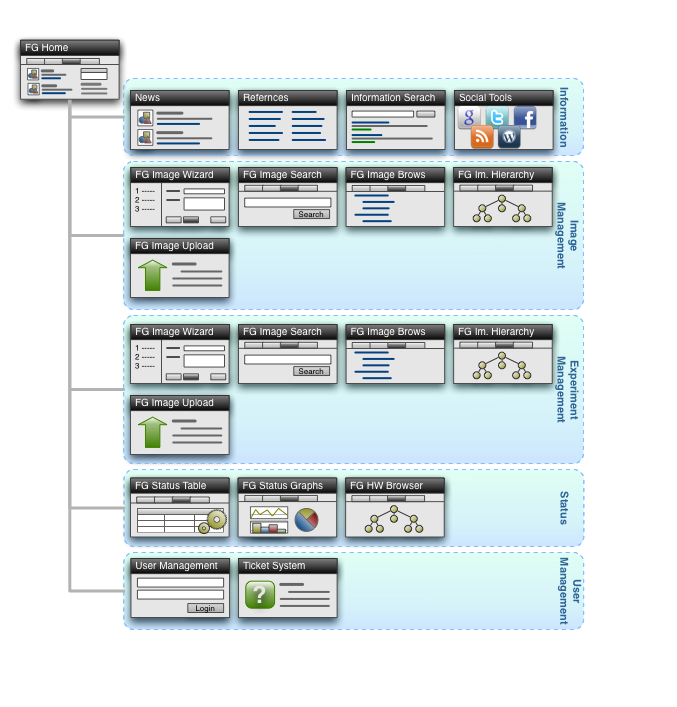 FG Home
News
Refernces
Information Serach
Social Tools
Information
FG Image Wizard
1 -----
2 -----
3 -----
FG Image Search
Search
FG Image Brows
FG Im. Hierarchy
Image
Management
FG Image Upload
FG Image Wizard
1 -----
2 -----
3 -----
FG Image Search
Search
FG Image Brows
FG Im. Hierarchy
Experiment
Management
FG Image Upload
FG Status Table
FG Status Graphs
FG HW Browser
Status
User Management
Login
Ticket System
?
User
Management